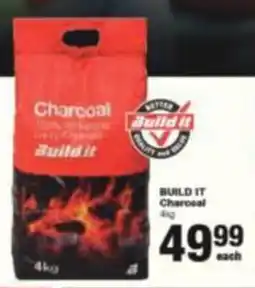 Charcoal
Build it
4kg
BETTER
Build it
QUALITY and VALUE
BUILD IT
Charcoal
4kg
49 99
each